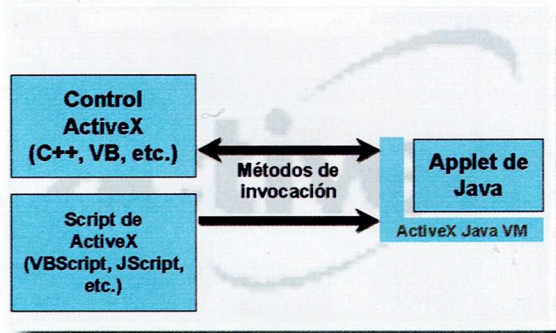 Control
ActiveX
(C++, VB, etc.)
Métodos de
invocación
Applet de
Java
ActiveX Java VM
Script de
ActiveX
(VBScript, JScript,
etc.)